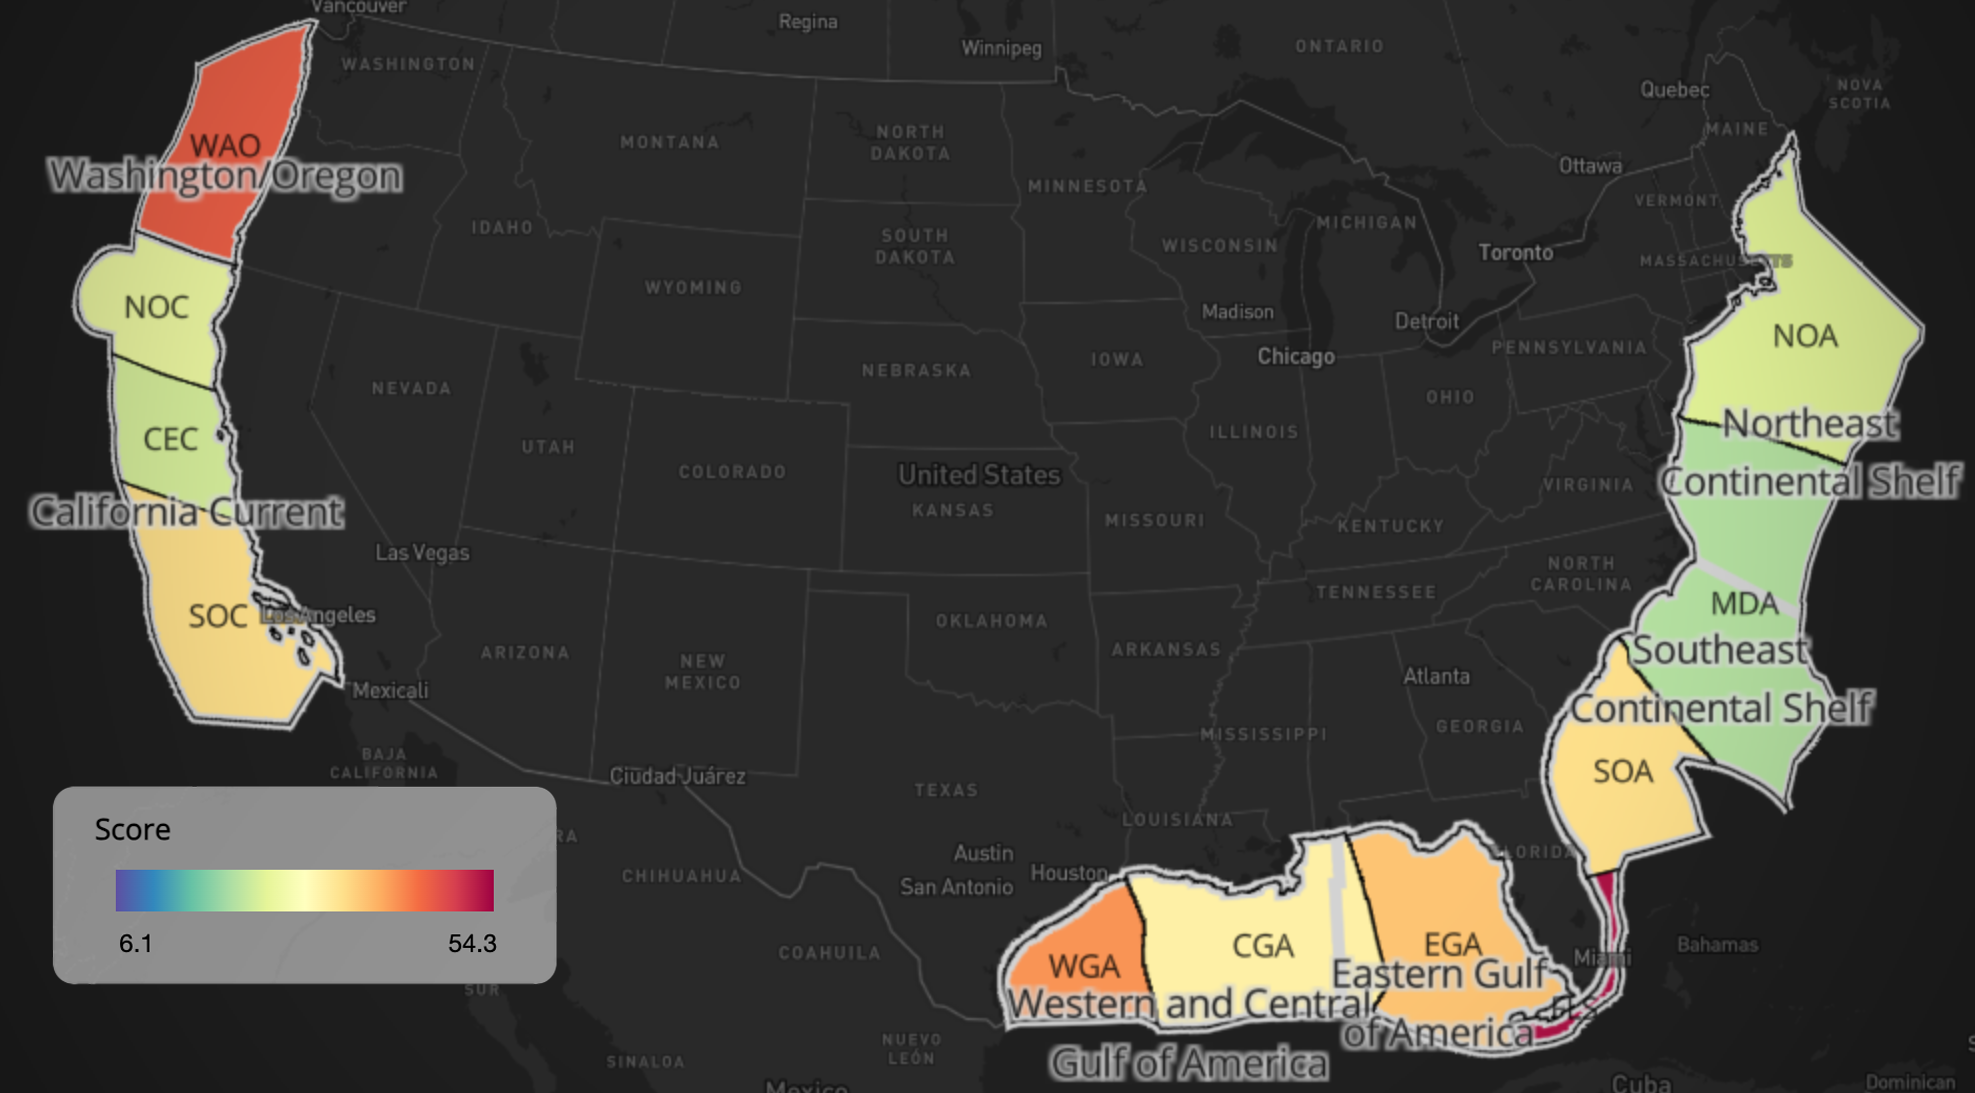 Vancouver
Regina
Winnipeg
ONTARIO
WASHINGTON
Quebec
NOVA
SCOTIA
MAINE
MONTANA
NORTH
DAKOTA
Ottawa
WAO
Washington/Oregon
MINNESOTA
VERMONT
IDAHO
SOUTH
DAKOTA
WISCONSIN
MICHIGAN
Toronto
MASSACHUSETTS
WYOMING
NOC
Madison
Detroit
NOA
Chicago
IOWA
PENNSYLVANIA
NEVADA
NEBRASKA
OHIO
Northeast
Continental Shelf
CEC
UTAH
COLORADO
United States
KANSAS
ILLINOIS
VIRGINIA
California Current
MISSOURI
KENTUCKY
Las Vegas
NORTH
CAROLINA
TENNESSEE
MDA
SOC
Los Angeles
OKLAHOMA
ARKANSAS
Southeast
Continental Shelf
ARIZONA
NEW
MEXICO
Atlanta
Mexicali
MISSISSIPPI
GEORGIA
BAJA
CALIFORNIA
Ciudad Juárez
SOA
TEXAS
LOUISIANA
Score
6.1
54.3
RA
CHIHUAHUA
Austin
San Antonio
Houston
FLORIDA
COAHUILA
WGA
CGA
EGA
Miami
Bahamas
Eastern Gulf
of America
Western and Central
Gulf of America
FLS
SUR
SINALOA
NUEVO
LEÓN
Mexico
Cuba
Dominican